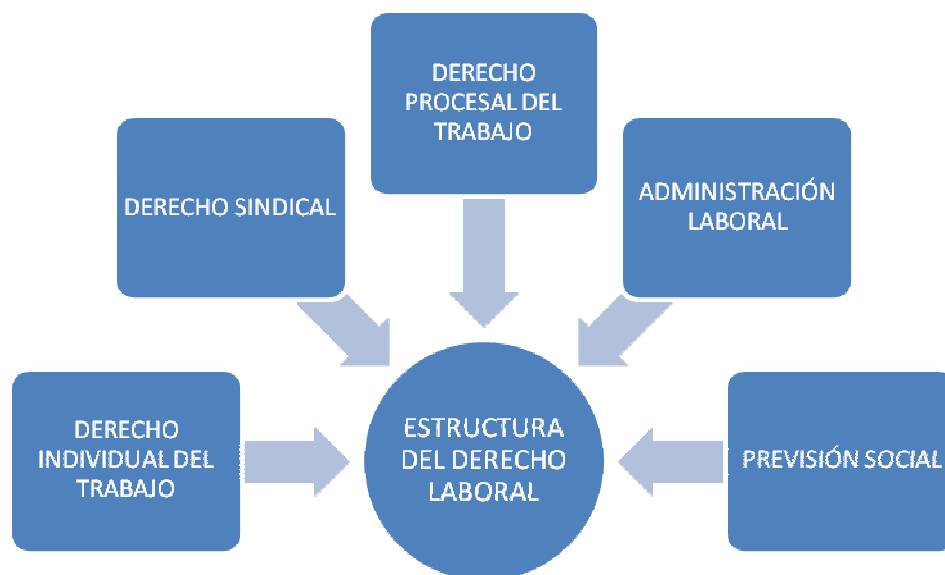 DERECHO
PROCESAL DEL
TRABAJO
DERECHO SINDICAL
ADMINISTRACIÓN
LABORAL
DERECHO
INDIVIDUAL DEL
TRABAJO
ESTRUCTURA
DEL DERECHO
LABORAL
PREVISIÓN SOCIAL